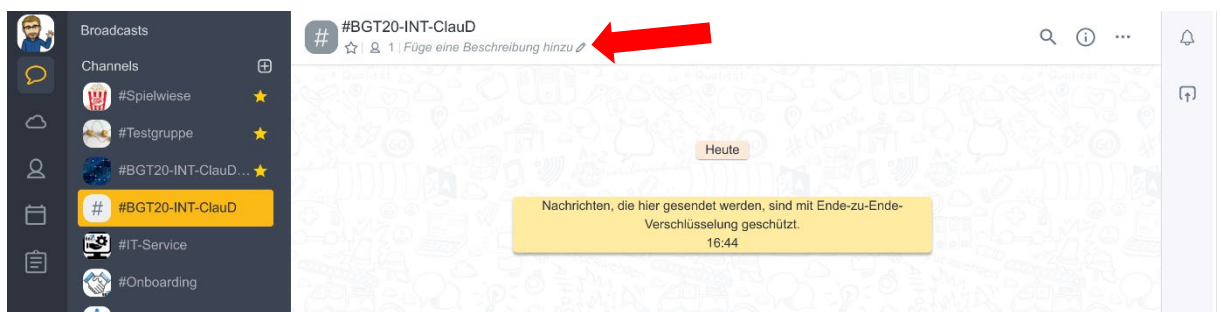 Broadcasts
Channels
#Spielwiese
#Testgruppe
#BGT20-INT-ClauD...
#BGT20-INT-ClauD
#IT-Service
#Onboarding
#
#BGT20-INT-ClauD
1 | Füge eine Beschreibung hinzu
Heute
Nachrichten, die hier gesendet werden, sind mit Ende-zu-Ende-
Verschlüsselung geschützt.
16:44